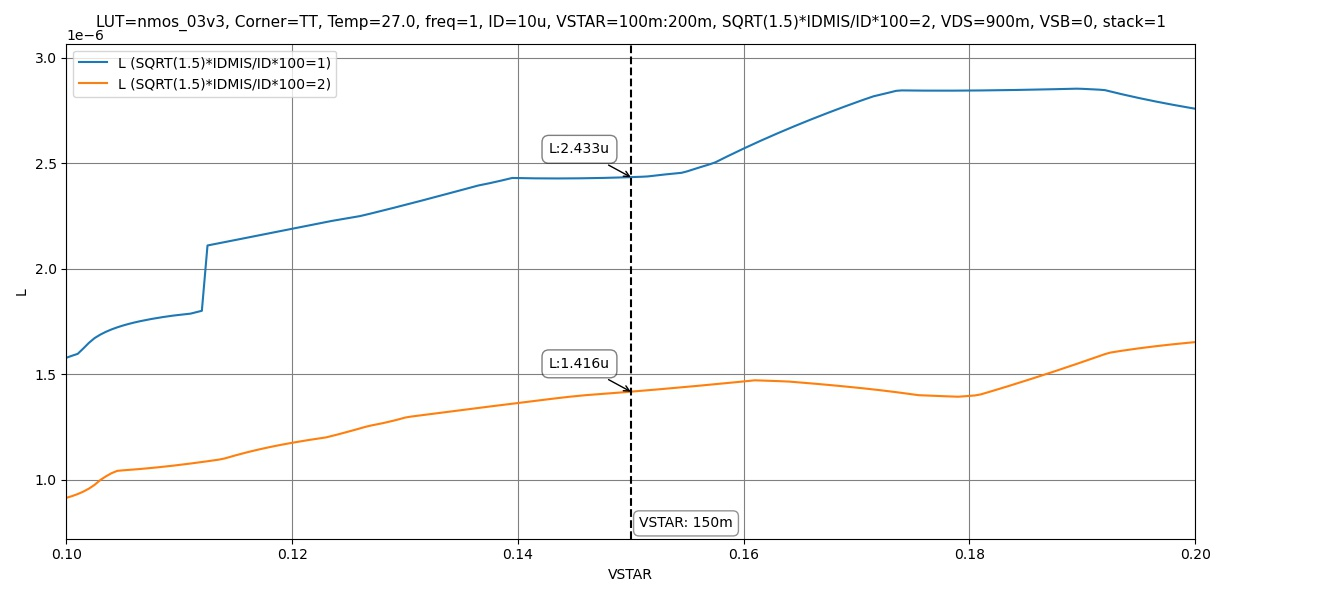 LUT=nmos_03v3, Corner=TT, Temp=27.0, freq=1, ID=10u, VSTAR=100m:200m, SQRT(1.5)*IDMIS/ID*100=2, VDS=900m, VSB=0, stack=1
1e−6
L (SQRT(1.5)*IDMIS/ID*100=1)
L (SQRT(1.5)*IDMIS/ID*100=2)
3.0
2.5
2.0
1.5
1.0
L
L:2.433u
L:1.416u
VSTAR: 150m
0.10 0.12 0.14 0.16 0.18 0.20
VSTAR